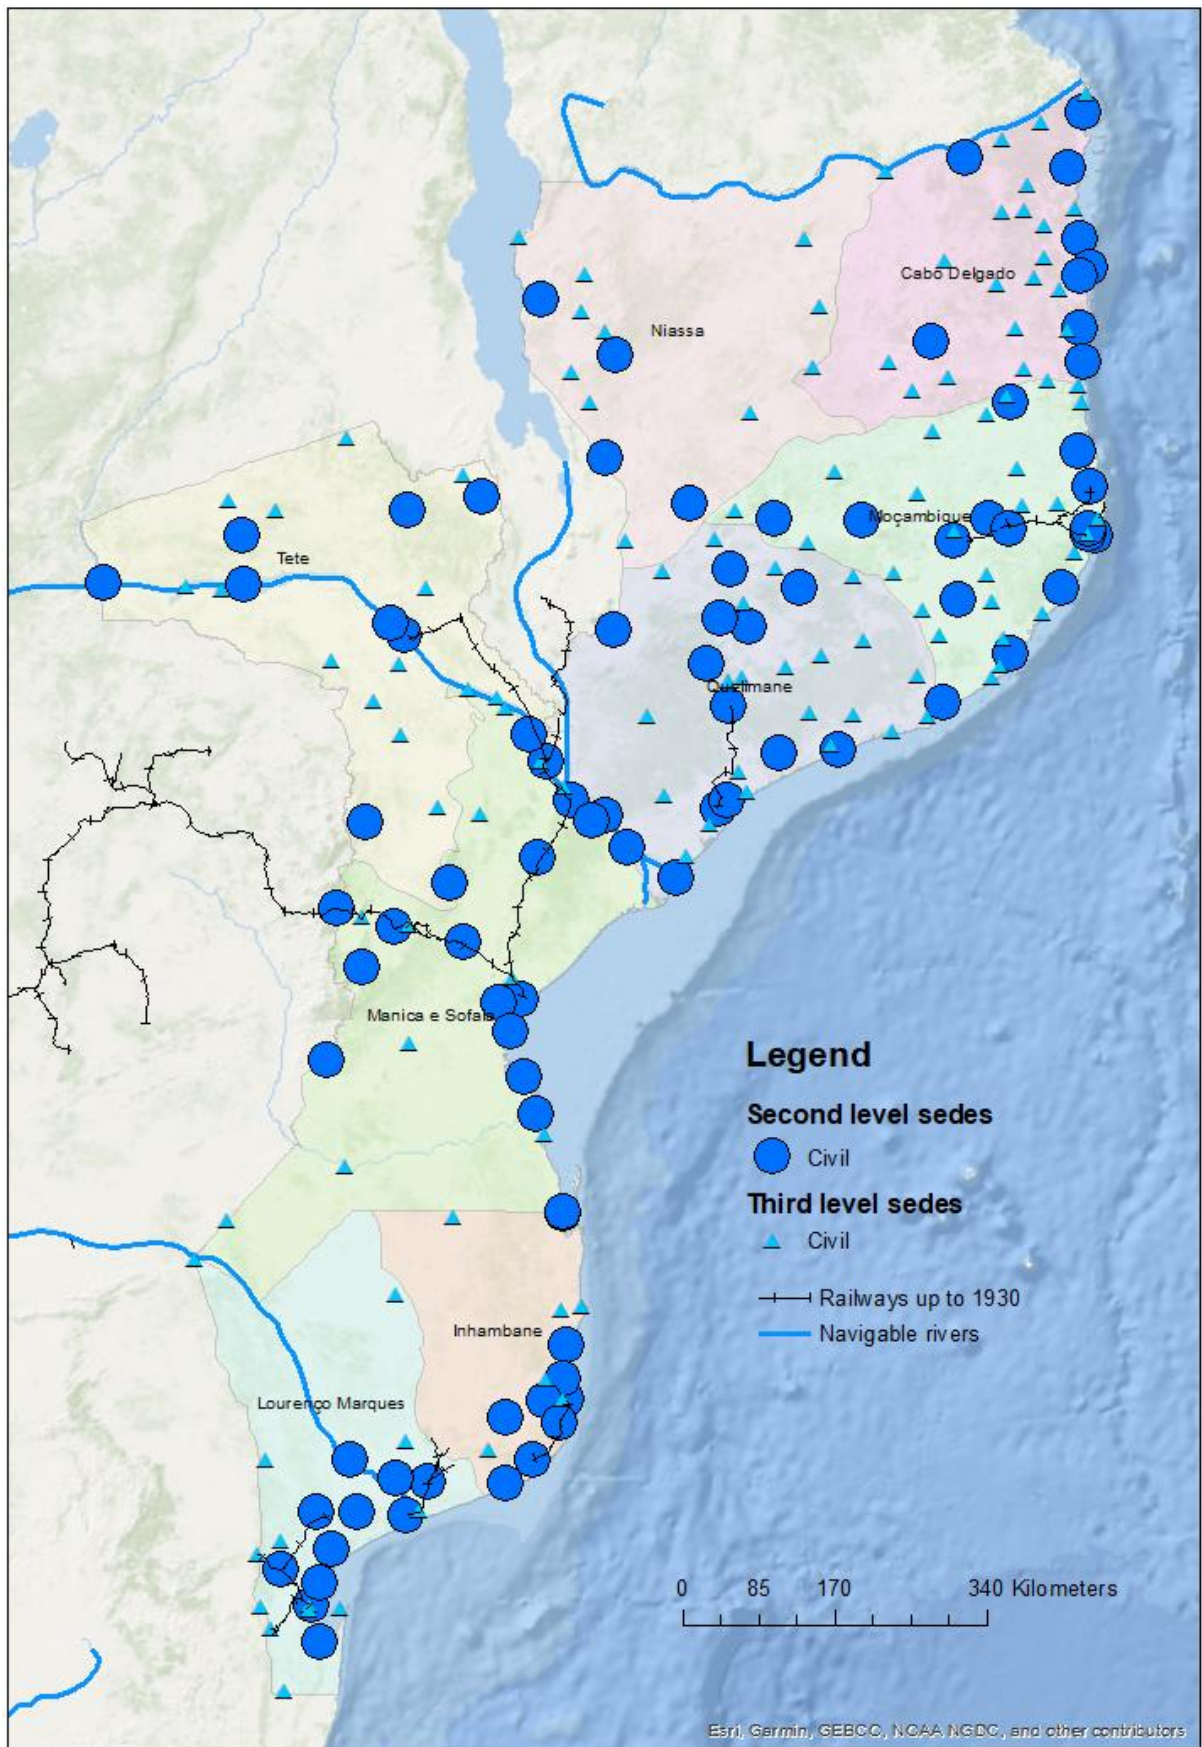 Cabo Delgado
Niassa
Moçambique
Tete
Quelimane
Manica e Sofala
Legend
Second level sedes
Civil
Third level sedes
Civil
Railways up to 1930
Navigable rivers
Inhambane
Lourenço Marques
0 85 170 340 Kilometers
Esri, Garmin, GEBCO, NOAA NGDC, and other contributors